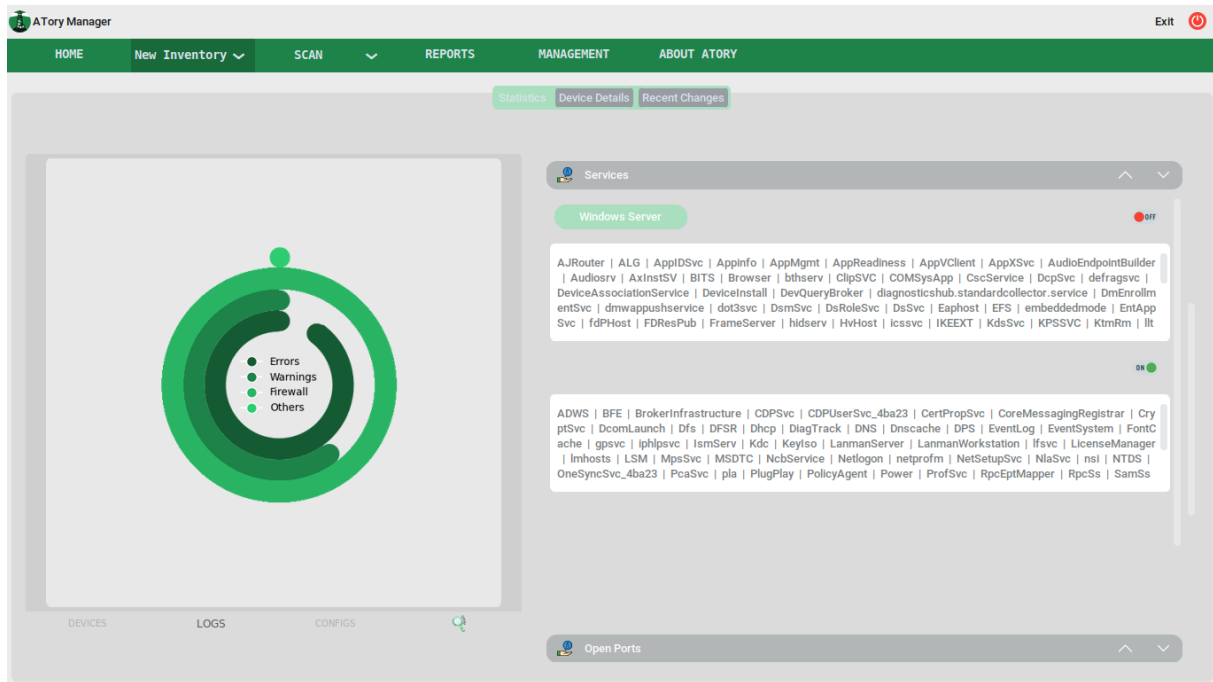 ATory Manager
Exit
HOME
New Inventory
SCAN
REPORTS
MANAGEMENT
ABOUT ATORY
Statistics
Device Details
Recent Changes
Errors
Warnings
Firewall
Others
DEVICES
LOGS
CONFIGS
Services
Windows Server
OFF
AJRouter | ALG | AppIDSvc | Appinfo | AppMgmt | AppReadiness | AppVClient | AppXSvc | AudioEndpointBuilder
| Audiosrv | AxInstSV | BITS | Browser | bthserv | ClipSVC | COMSysApp | CscService | DcpSvc | defragsvc |
DeviceAssociationService | DeviceInstall | DevQueryBroker | diagnosticshub.standardcollector.service | DmEnrollm
entSvc | dmwappushservice | dot3svc | DsmSvc | DsRoleSvc | DsSvc | Eaphost | EFS | embeddedmode | EntApp
Svc | fdPHost | FDResPub | FrameServer | hidserv | HvHost | icssvc | IKEEXT | KdsSvc | KPSSVC | KtmRm | llt
ON
ADWS | BFE | BrokerInfrastructure | CDPSvc | CDPUserSvc_4ba23 | CertPropSvc | CoreMessagingRegistrar | Cry
ptSvc | DcomLaunch | Dfs | DFSR | Dhcp | DiagTrack | DNS | Dnscache | DPS | EventLog | EventSystem | FontC
ache | gpsvc | iphlpsvc | IsmServ | Kdc | KeyIso | LanmanServer | LanmanWorkstation | lfsvc | LicenseManager
| lmhosts | LSM | MpsSvc | MSDTC | NcbService | Netlogon | netprofm | NetSetupSvc | NlaSvc | nsi | NTDS |
OneSyncSvc_4ba23 | PcaSvc | pla | PlugPlay | PolicyAgent | Power | ProfSvc | RpcEptMapper | RpcSs | SamSs
Open Ports